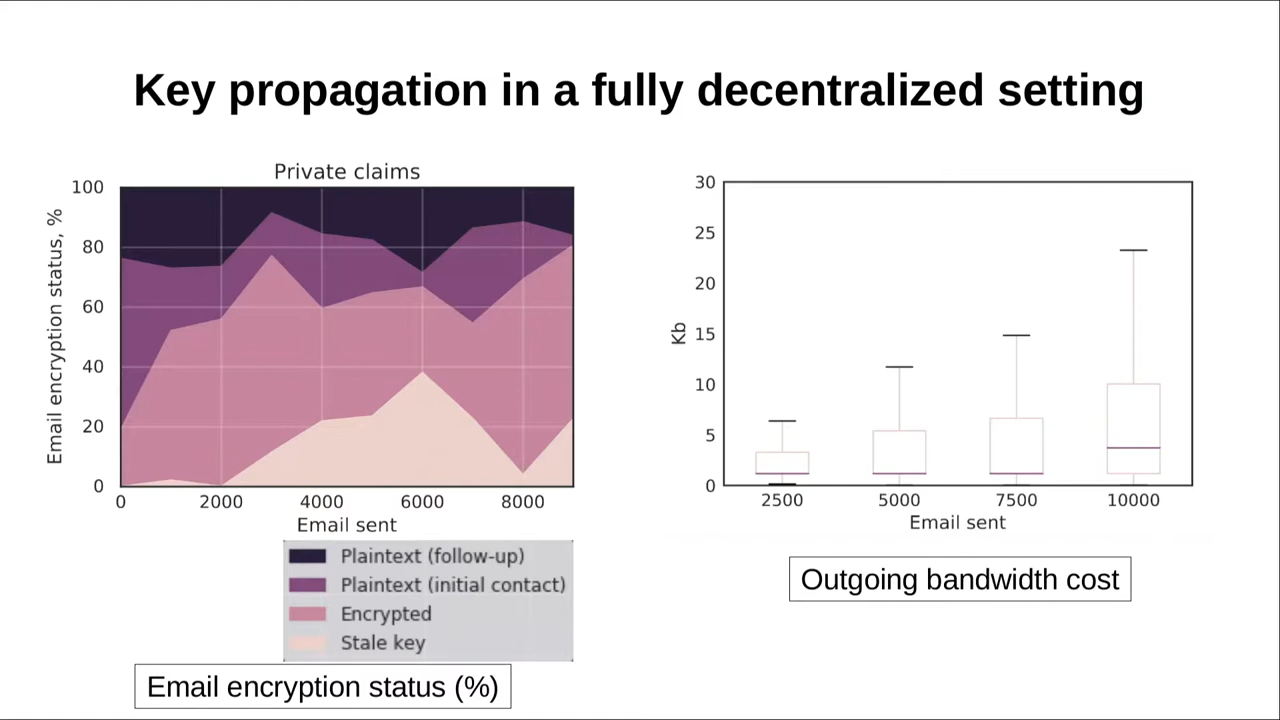 Key propagation in a fully decentralized setting
Private claims
Email encryption status, %
100
80
60
40
20
0
0 2000 4000 6000 8000
Email sent
Plaintext (follow-up)
Plaintext (initial contact)
Encrypted
Stale key
Email encryption status (%)
Kb
30
25
20
15
10
5
0
2500 5000 7500 10000
Email sent
Outgoing bandwidth cost